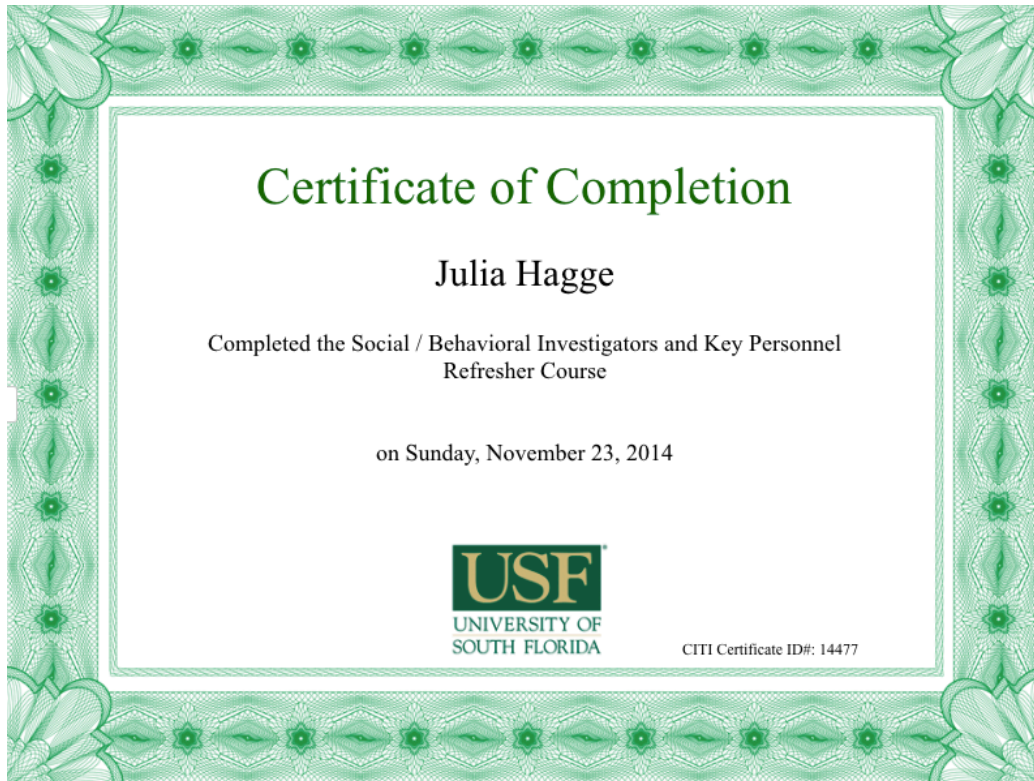 Certificate of Completion
Julia Hagge
Completed the Social / Behavioral Investigators and Key Personnel
Refresher Course
on Sunday, November 23, 2014
USF
UNIVERSITY OF
SOUTH FLORIDA
CITI Certificate ID#: 14477